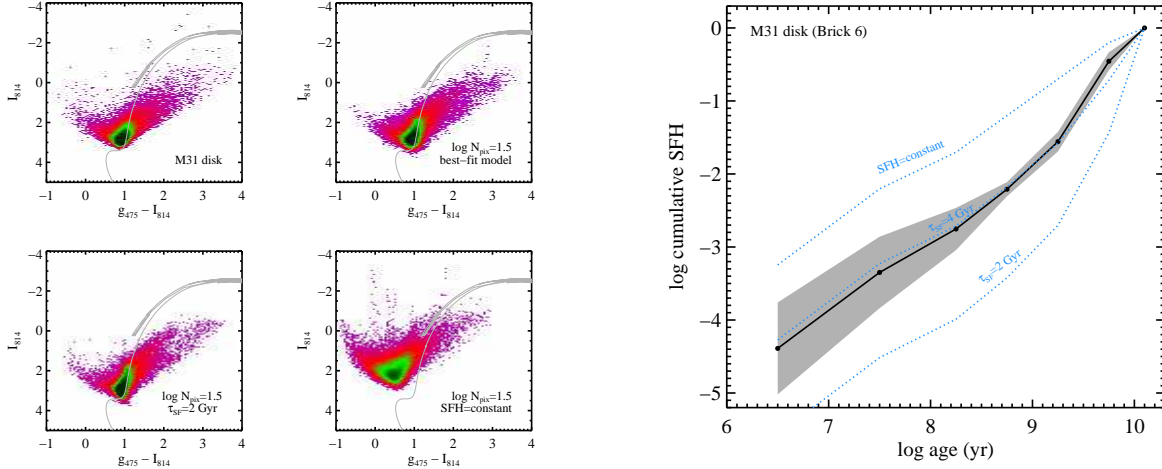 −4
−2
0
2
4
I₈₁₄
M31 disk
−1 0 1 2 3 4
g₄₇₅ − I₈₁₄
−4
−2
0
2
4
I₈₁₄
log Nₚᵢₓ=1.5
best−fit model
−1 0 1 2 3 4
g₄₇₅ − I₈₁₄
−4
−2
0
2
4
I₈₁₄
log Nₚᵢₓ=1.5
τSF=2 Gyr
−1 0 1 2 3 4
g₄₇₅ − I₈₁₄
−4
−2
0
2
4
I₈₁₄
log Nₚᵢₓ=1.5
SFH=constant
−1 0 1 2 3 4
g₄₇₅ − I₈₁₄
M31 disk (Brick 6)
0
−1
−2
−3
−4
−5
log cumulative SFH
SFH=constant
τSF=4 Gyr
τSF=2 Gyr
6 7 8 9 10
log age (yr)